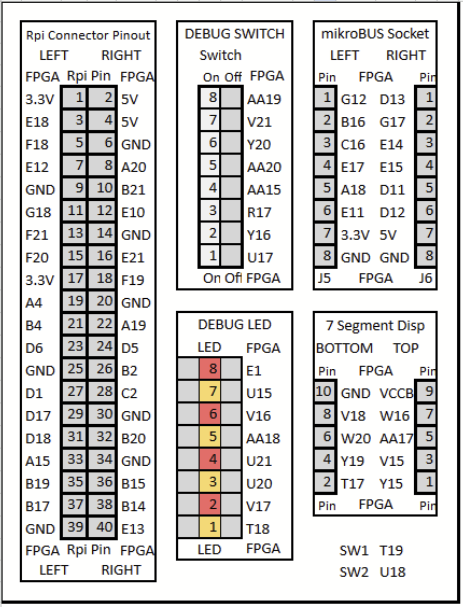 Rpi Connector Pinout
LEFT RIGHT
FPGA Rpi Pin FPGA
3.3V 1 2 5V
E18 3 4 5V
F18 5 6 GND
E12 7 8 A20
GND 9 10 B21
G18 11 12 E10
F21 13 14 GND
F20 15 16 E21
3.3V 17 18 F19
A4 19 20 GND
B4 21 22 A19
D6 23 24 D5
GND 25 26 B2
D1 27 28 C2
D17 29 30 GND
D18 31 32 B20
A15 33 34 GND
B19 35 36 B15
B17 37 38 B14
GND 39 40 E13
FPGA Rpi Pin FPGA
LEFT RIGHT
DEBUG SWITCH
Switch
On Off FPGA
8 AA19
7 V21
6 Y20
5 AA20
4 AA15
3 R17
2 Y16
1 U17
On Off FPGA
DEBUG LED
LED FPGA
8 E1
7 U15
6 V16
5 AA18
4 U21
3 U20
2 V17
1 T18
LED FPGA
mikroBUS Socket
LEFT RIGHT
Pin FPGA Pin
1 G12 D13 1
2 B16 G17 2
3 C16 E14 3
4 E17 E15 4
5 A18 D11 5
6 E11 D12 6
7 3.3V 5V 7
8 GND GND 8
J5 FPGA J6
7 Segment Disp
BOTTOM TOP
Pin FPGA Pin
10 GND VCCB 9
8 V18 W16 7
6 W20 AA17 5
4 Y19 V15 3
2 T17 Y15 1
Pin FPGA Pin
SW1 T19
SW2 U18